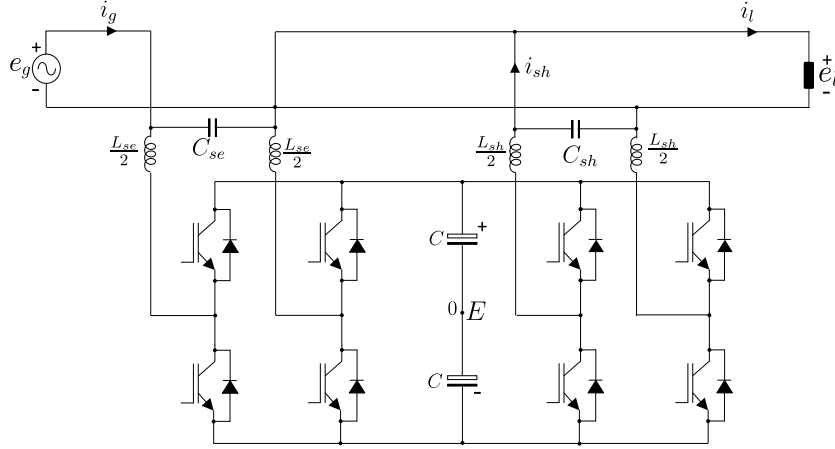 i_g
i_l
+
e_g
-
i_sh
+
e_l
-
L_se/2
C_se
L_se/2
L_sh/2
C_sh
L_sh/2
C
+
0 E
C
-